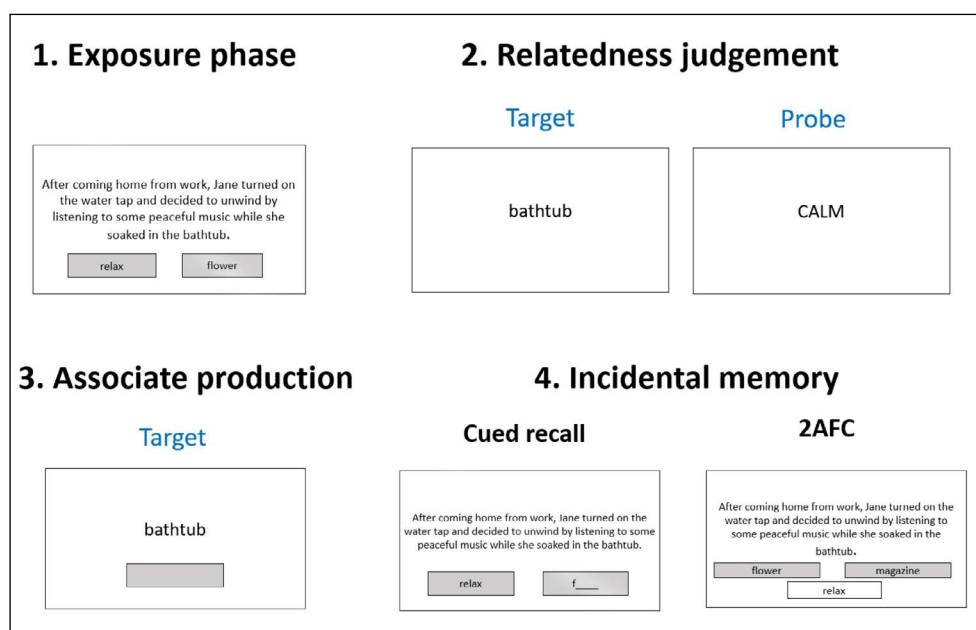 1. Exposure phase
After coming home from work, Jane turned on
the water tap and decided to unwind by
listening to some peaceful music while she
soaked in the bathtub.
relax flower
2. Relatedness judgement
Target Probe
bathtub CALM
3. Associate production
Target
bathtub
4. Incidental memory
Cued recall
After coming home from work, Jane turned on the
water tap and decided to unwind by listening to some
peaceful music while she soaked in the bathtub.
relax f____
2AFC
After coming home from work, Jane turned on the
water tap and decided to unwind by listening to
some peaceful music while she soaked in the
bathtub.
flower magazine
relax